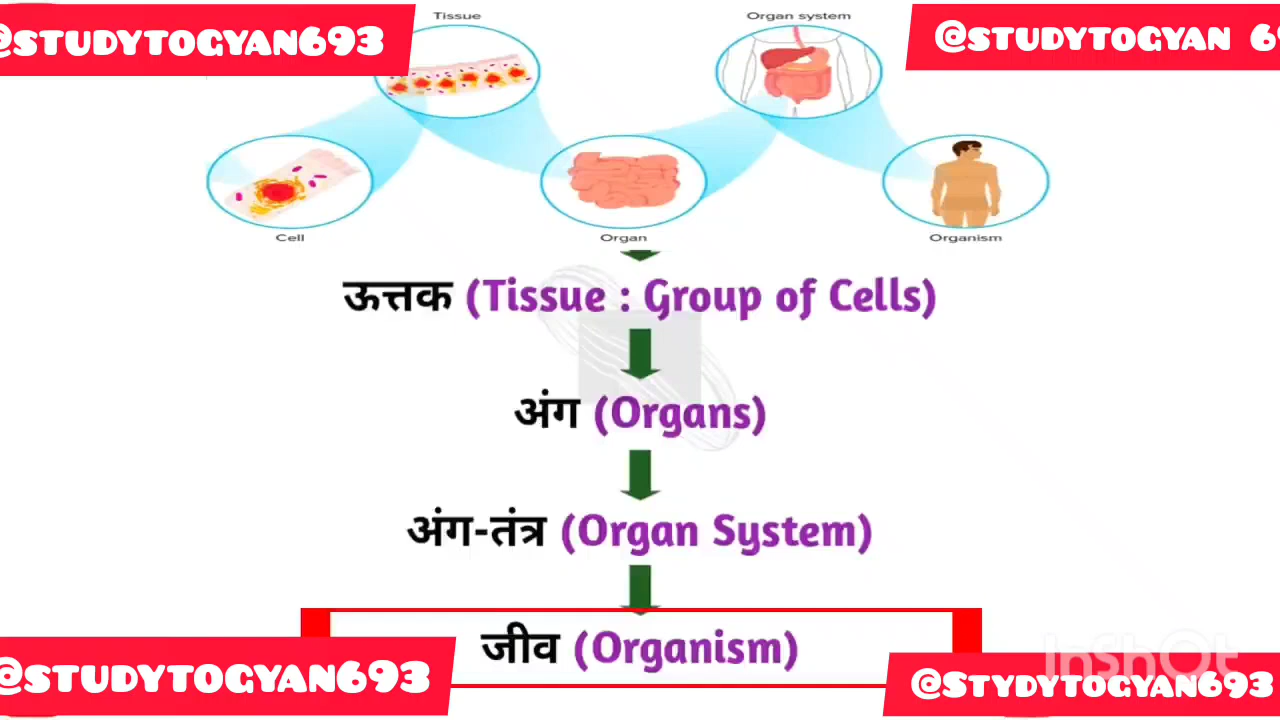 Tissue
Organ system
@STUDYTOGYAN693
@STUDYTOGYAN 69
Cell
Organ
Organism
ऊत्तक (Tissue : Group of Cells)
अंग (Organs)
अंग-तंत्र (Organ System)
जीव (Organism)
@STUDYTOGYAN693
@STYDYTOGYAN693
InShOt